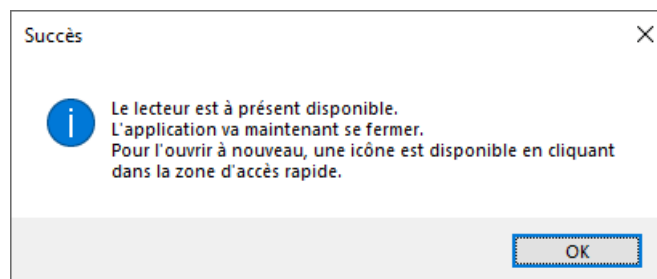 Succès
Le lecteur est à présent disponible.
L'application va maintenant se fermer.
Pour l'ouvrir à nouveau, une icône est disponible en cliquant
dans la zone d'accès rapide.
OK